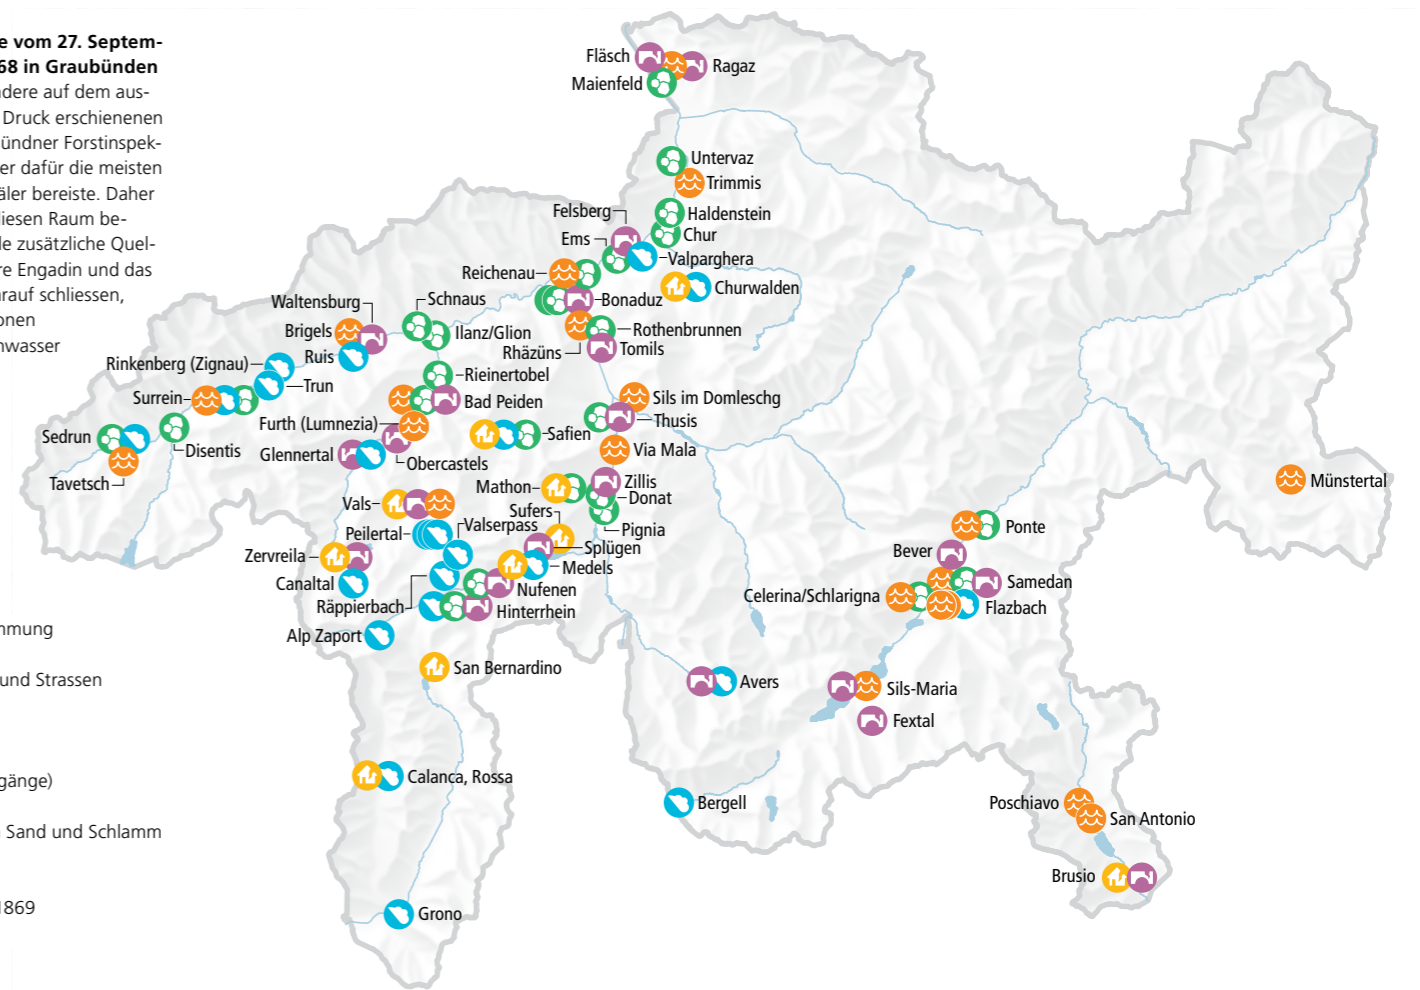 e vom 27. Septem-
68 in Graubünden
dere auf dem aus-
Druck erschienenen
ündner Forstinspek-
er dafür die meisten
äler bereiste. Daher
diesen Raum be-
le zusätzliche Quel-
re Engadin und das
rauf schliessen,
onen
hwasser
mmung
und Strassen
gänge)
Sand und Schlamm
1869
Fläsch
Ragaz
Maienfeld
Untervaz
Trimmis
Felsberg
Haldenstein
Ems
Chur
Valparghera
Reichenau
Churwalden
Waltensburg
Schnaus
Bonaduz
Brigels
Ilanz/Glion
Rothenbrunnen
Ruis
Rhäzüns
Tomils
Rinkenberg (Zignau)
Trun
Rieinertobel
Surrein
Bad Peiden
Sils im Domleschg
Furth (Lumnezia)
Thusis
Sedrun
Disentis
Safien
Glennertal
Obercastels
Via Mala
Tavetsch
Münstertal
Mathon
Zillis
Donat
Vals
Sufers
Peilertal
Valserpass
Pignia
Ponte
Zervreila
Splügen
Bever
Canaltal
Medels
Räppierbach
Nufenen
Samedan
Celerina/Schlarigna
Hinterrhein
Flazbach
Alp Zaport
San Bernardino
Avers
Sils-Maria
Fextal
Calanca, Rossa
Bergell
Poschiavo
San Antonio
Brusio
Grono